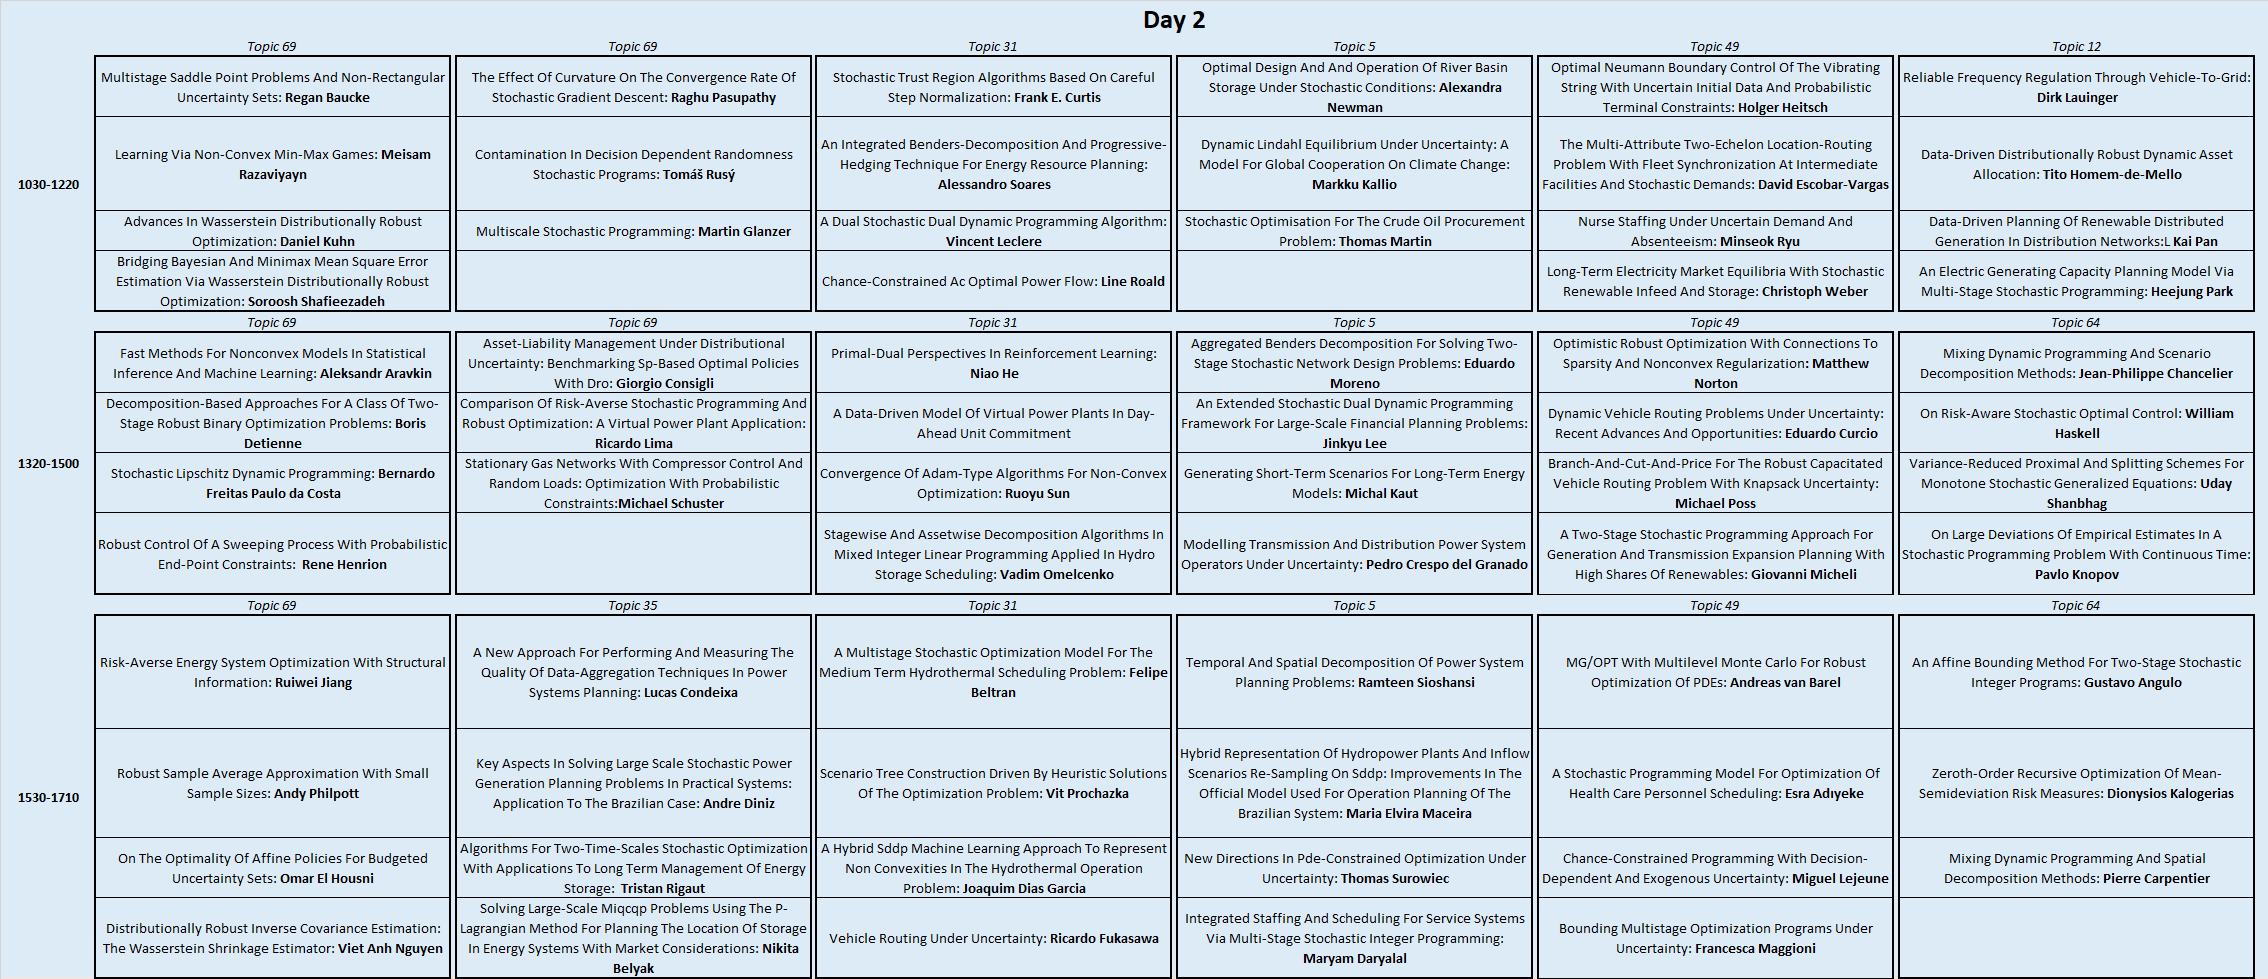 Day 2
Topic 69
Topic 69
Topic 31
Topic 5
Topic 49
Topic 12
1030-1220
Multistage Saddle Point Problems And Non-Rectangular
Uncertainty Sets: Regan Baucke
The Effect Of Curvature On The Convergence Rate Of
Stochastic Gradient Descent: Raghu Pasupathy
Stochastic Trust Region Algorithms Based On Careful
Step Normalization: Frank E. Curtis
Optimal Design And And Operation Of River Basin
Storage Under Stochastic Conditions: Alexandra
Newman
Optimal Neumann Boundary Control Of The Vibrating
String With Uncertain Initial Data And Probabilistic
Terminal Constraints: Holger Heitsch
Reliable Frequency Regulation Through Vehicle-To-Grid:
Dirk Lauinger
Learning Via Non-Convex Min-Max Games: Meisam
Razaviyayn
Contamination In Decision Dependent Randomness
Stochastic Programs: Tomáš Rusý
An Integrated Benders-Decomposition And Progressive-
Hedging Technique For Energy Resource Planning:
Alessandro Soares
Dynamic Lindahl Equilibrium Under Uncertainty: A
Model For Global Cooperation On Climate Change:
Markku Kallio
The Multi-Attribute Two-Echelon Location-Routing
Problem With Fleet Synchronization At Intermediate
Facilities And Stochastic Demands: David Escobar-Vargas
Data-Driven Distributionally Robust Dynamic Asset
Allocation: Tito Homem-de-Mello
Advances In Wasserstein Distributionally Robust
Optimization: Daniel Kuhn
Multiscale Stochastic Programming: Martin Glanzer
A Dual Stochastic Dual Dynamic Programming Algorithm:
Vincent Leclere
Stochastic Optimisation For The Crude Oil Procurement
Problem: Thomas Martin
Nurse Staffing Under Uncertain Demand And
Absenteeism: Minseok Ryu
Data-Driven Planning Of Renewable Distributed
Generation In Distribution Networks:L Kai Pan
Bridging Bayesian And Minimax Mean Square Error
Estimation Via Wasserstein Distributionally Robust
Optimization: Soroosh Shafieezadeh
Chance-Constrained Ac Optimal Power Flow: Line Roald
Long-Term Electricity Market Equilibria With Stochastic
Renewable Infeed And Storage: Christoph Weber
An Electric Generating Capacity Planning Model Via
Multi-Stage Stochastic Programming: Heejung Park
Topic 69
Topic 69
Topic 31
Topic 5
Topic 49
Topic 64
1320-1500
Fast Methods For Nonconvex Models In Statistical
Inference And Machine Learning: Aleksandr Aravkin
Asset-Liability Management Under Distributional
Uncertainty: Benchmarking Sp-Based Optimal Policies
With Dro: Giorgio Consigli
Primal-Dual Perspectives In Reinforcement Learning:
Niao He
Aggregated Benders Decomposition For Solving Two-
Stage Stochastic Network Design Problems: Eduardo
Moreno
Optimistic Robust Optimization With Connections To
Sparsity And Nonconvex Regularization: Matthew
Norton
Mixing Dynamic Programming And Scenario
Decomposition Methods: Jean-Philippe Chancelier
Decomposition-Based Approaches For A Class Of Two-
Stage Robust Binary Optimization Problems: Boris
Detienne
Comparison Of Risk-Averse Stochastic Programming And
Robust Optimization: A Virtual Power Plant Application:
Ricardo Lima
A Data-Driven Model Of Virtual Power Plants In Day-
Ahead Unit Commitment
An Extended Stochastic Dual Dynamic Programming
Framework For Large-Scale Financial Planning Problems:
Jinkyu Lee
Dynamic Vehicle Routing Problems Under Uncertainty:
Recent Advances And Opportunities: Eduardo Curcio
On Risk-Aware Stochastic Optimal Control: William
Haskell
Stochastic Lipschitz Dynamic Programming: Bernardo
Freitas Paulo da Costa
Stationary Gas Networks With Compressor Control And
Random Loads: Optimization With Probabilistic
Constraints:Michael Schuster
Convergence Of Adam-Type Algorithms For Non-Convex
Optimization: Ruoyu Sun
Generating Short-Term Scenarios For Long-Term Energy
Models: Michal Kaut
Branch-And-Cut-And-Price For The Robust Capacitated
Vehicle Routing Problem With Knapsack Uncertainty:
Michael Poss
Variance-Reduced Proximal And Splitting Schemes For
Monotone Stochastic Generalized Equations: Uday
Shanbhag
Robust Control Of A Sweeping Process With Probabilistic
End-Point Constraints: Rene Henrion
Stagewise And Assetwise Decomposition Algorithms In
Mixed Integer Linear Programming Applied In Hydro
Storage Scheduling: Vadim Omelcenko
Modelling Transmission And Distribution Power System
Operators Under Uncertainty: Pedro Crespo del Granado
A Two-Stage Stochastic Programming Approach For
Generation And Transmission Expansion Planning With
High Shares Of Renewables: Giovanni Micheli
On Large Deviations Of Empirical Estimates In A
Stochastic Programming Problem With Continuous Time:
Pavlo Knopov
Topic 69
Topic 35
Topic 31
Topic 5
Topic 49
Topic 64
1530-1710
Risk-Averse Energy System Optimization With Structural
Information: Ruiwei Jiang
A New Approach For Performing And Measuring The
Quality Of Data-Aggregation Techniques In Power
Systems Planning: Lucas Condeixa
A Multistage Stochastic Optimization Model For The
Medium Term Hydrothermal Scheduling Problem: Felipe
Beltran
Temporal And Spatial Decomposition Of Power System
Planning Problems: Ramteen Sioshansi
MG/OPT With Multilevel Monte Carlo For Robust
Optimization Of PDEs: Andreas van Barel
An Affine Bounding Method For Two-Stage Stochastic
Integer Programs: Gustavo Angulo
Robust Sample Average Approximation With Small
Sample Sizes: Andy Philpott
Key Aspects In Solving Large Scale Stochastic Power
Generation Planning Problems In Practical Systems:
Application To The Brazilian Case: Andre Diniz
Scenario Tree Construction Driven By Heuristic Solutions
Of The Optimization Problem: Vit Prochazka
Hybrid Representation Of Hydropower Plants And Inflow
Scenarios Re-Sampling On Sddp: Improvements In The
Official Model Used For Operation Planning Of The
Brazilian System: Maria Elvira Maceira
A Stochastic Programming Model For Optimization Of
Health Care Personnel Scheduling: Esra Adıyeke
Zeroth-Order Recursive Optimization Of Mean-
Semideviation Risk Measures: Dionysios Kalogerias
On The Optimality Of Affine Policies For Budgeted
Uncertainty Sets: Omar El Housni
Algorithms For Two-Time-Scales Stochastic Optimization
With Applications To Long Term Management Of Energy
Storage: Tristan Rigaut
A Hybrid Sddp Machine Learning Approach To Represent
Non Convexities In The Hydrothermal Operation
Problem: Joaquim Dias Garcia
New Directions In Pde-Constrained Optimization Under
Uncertainty: Thomas Surowiec
Chance-Constrained Programming With Decision-
Dependent And Exogenous Uncertainty: Miguel Lejeune
Mixing Dynamic Programming And Spatial
Decomposition Methods: Pierre Carpentier
Distributionally Robust Inverse Covariance Estimation:
The Wasserstein Shrinkage Estimator: Viet Anh Nguyen
Solving Large-Scale Miqcqp Problems Using The P-
Lagrangian Method For Planning The Location Of Storage
In Energy Systems With Market Considerations: Nikita
Belyak
Vehicle Routing Under Uncertainty: Ricardo Fukasawa
Integrated Staffing And Scheduling For Service Systems
Via Multi-Stage Stochastic Integer Programming:
Maryam Daryalal
Bounding Multistage Optimization Programs Under
Uncertainty: Francesca Maggioni